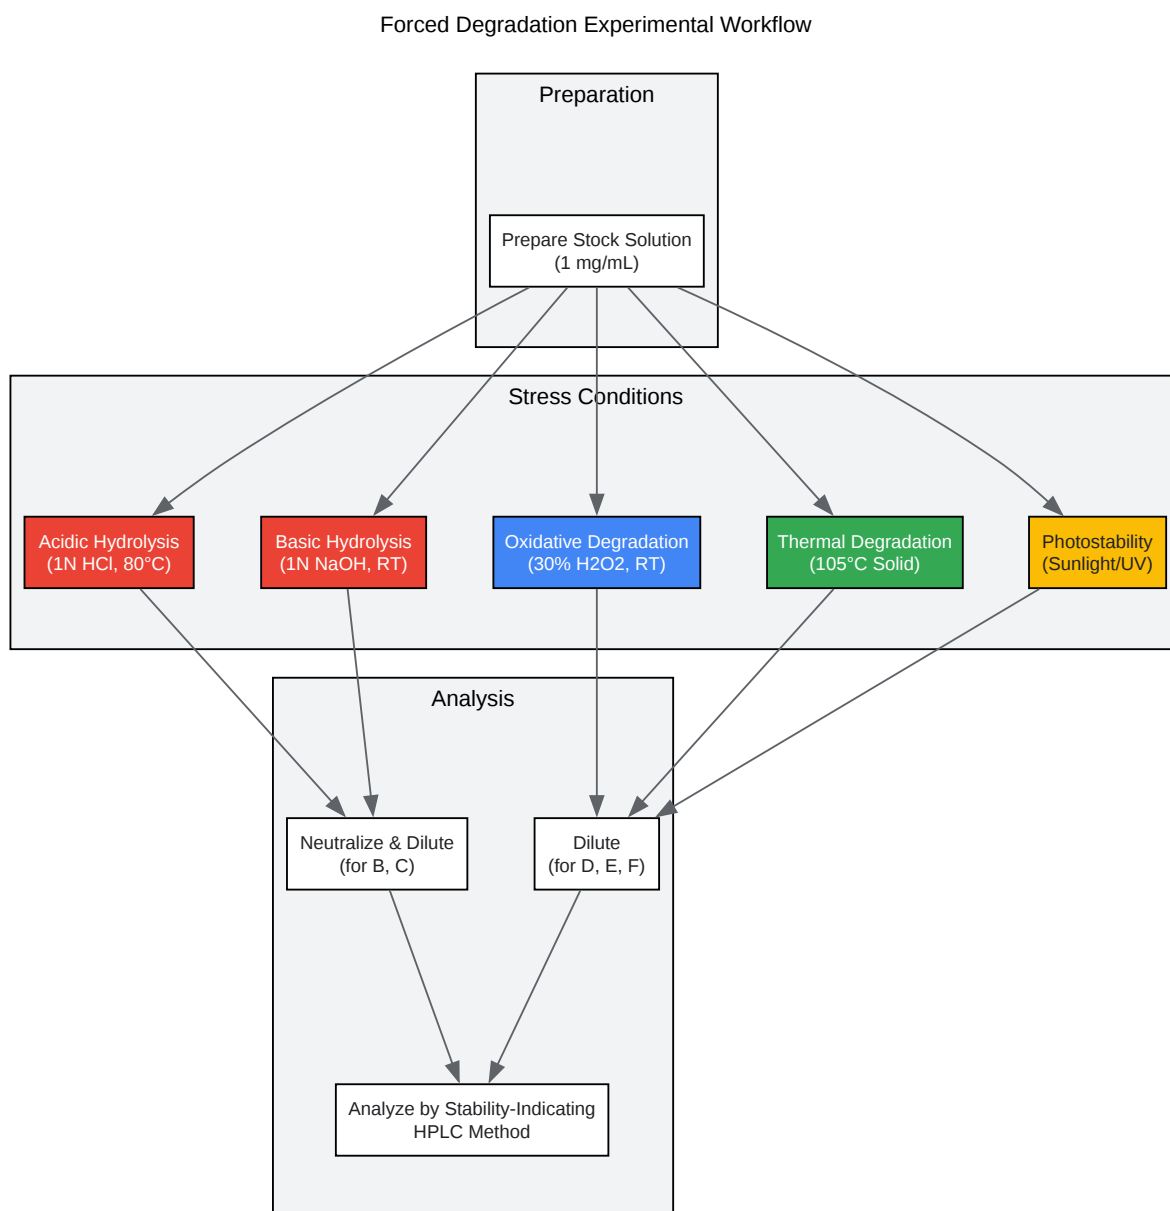 Forced Degradation Experimental Workflow
Preparation
Prepare Stock Solution
(1 mg/mL)
Stress Conditions
Acidic Hydrolysis
(1N HCl, 80°C)
Basic Hydrolysis
(1N NaOH, RT)
Oxidative Degradation
(30% H2O2, RT)
Thermal Degradation
(105°C Solid)
Photostability
(Sunlight/UV)
Analysis
Neutralize & Dilute
(for B, C)
Dilute
(for D, E, F)
Analyze by Stability-Indicating
HPLC Method